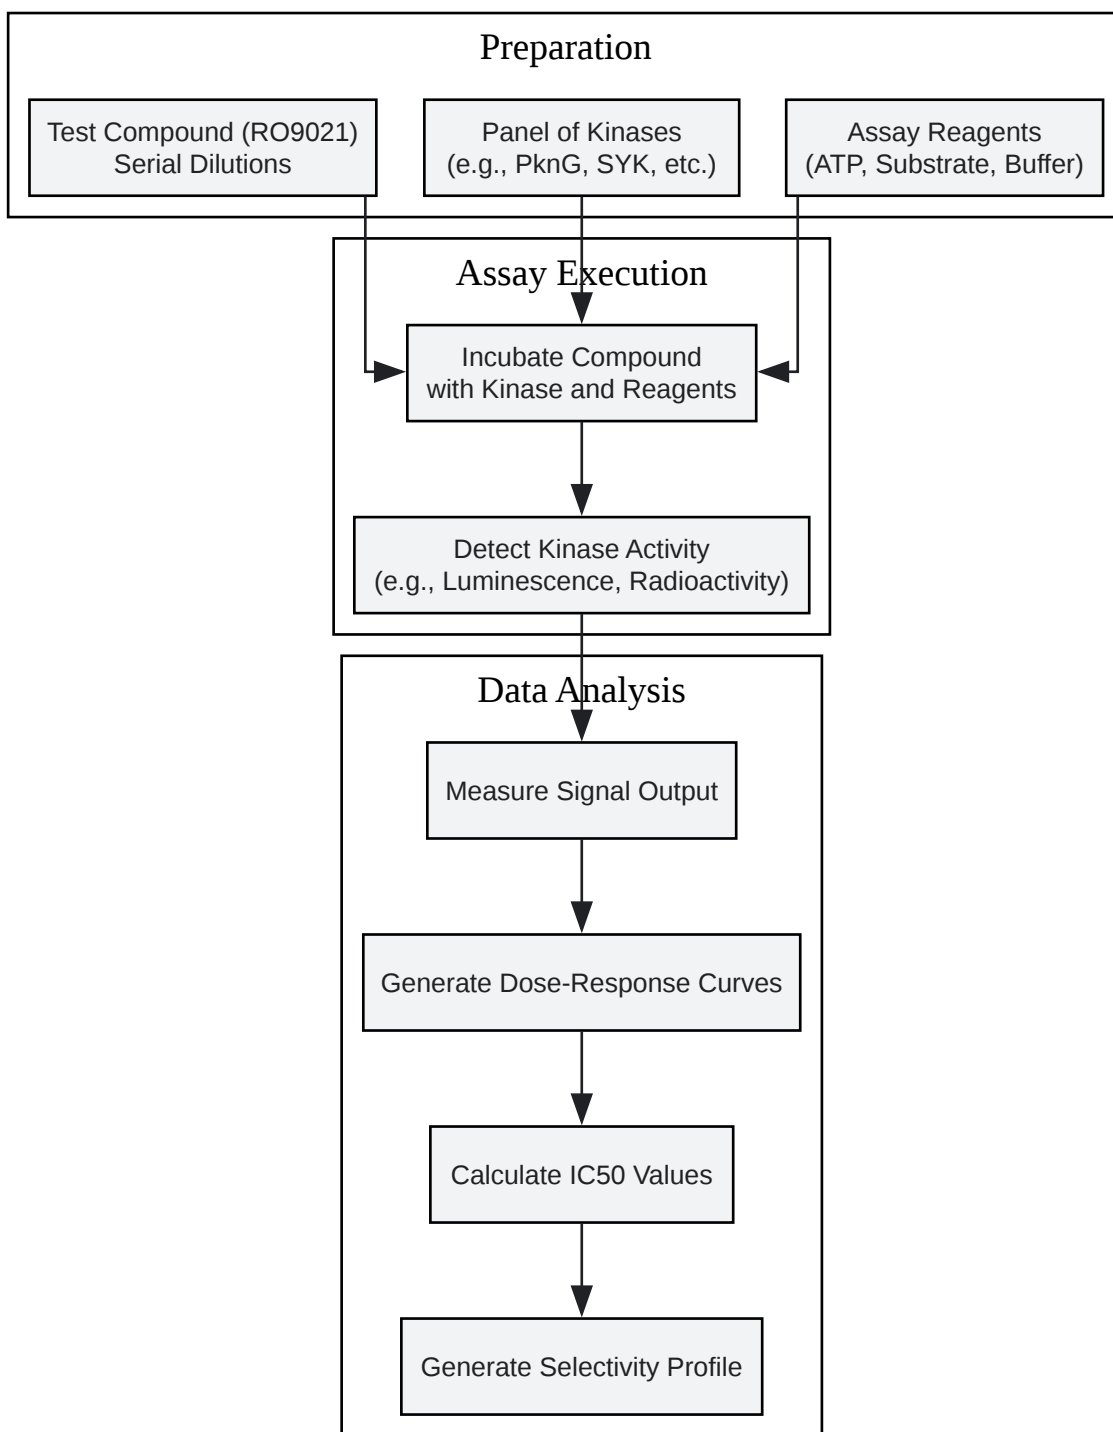 Preparation
Test Compound (RO9021)
Serial Dilutions
Panel of Kinases
(e.g., PknG, SYK, etc.)
Assay Reagents
(ATP, Substrate, Buffer)
Assay Execution
Incubate Compound
with Kinase and Reagents
Detect Kinase Activity
(e.g., Luminescence, Radioactivity)
Data Analysis
Measure Signal Output
Generate Dose-Response Curves
Calculate IC50 Values
Generate Selectivity Profile